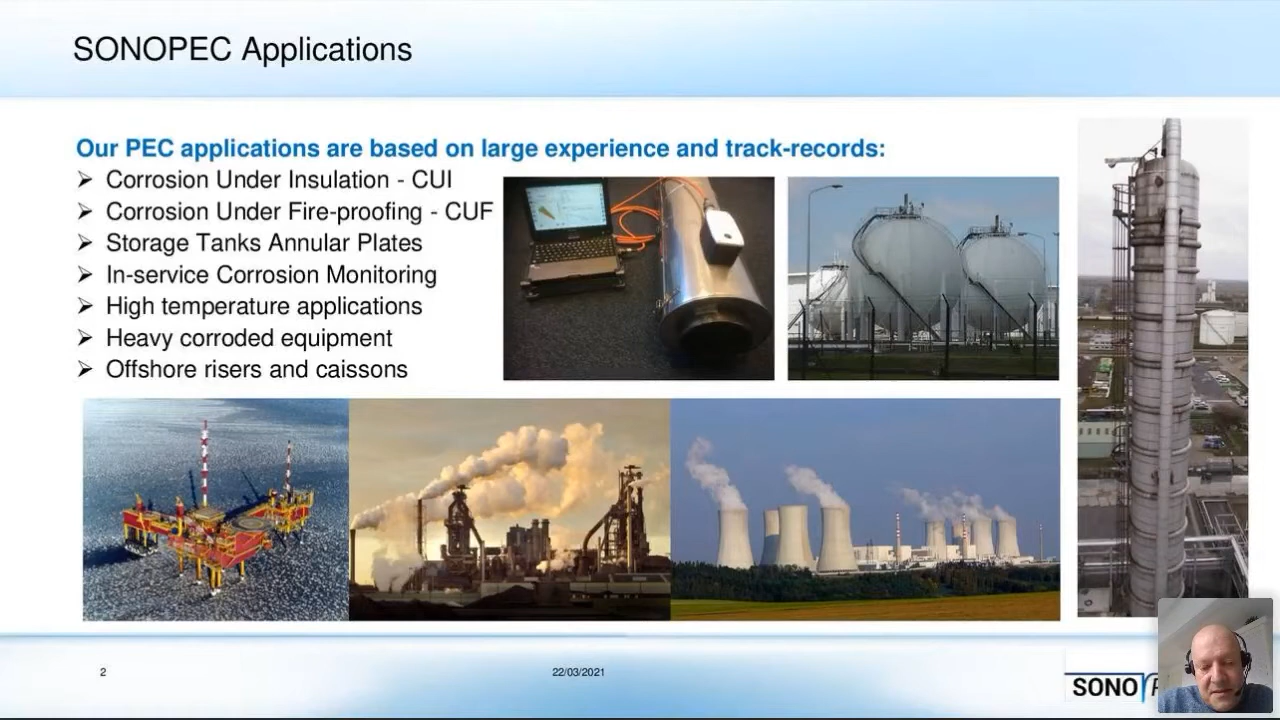 SONOPEC Applications
Our PEC applications are based on large experience and track-records:
➢ Corrosion Under Insulation - CUI
➢ Corrosion Under Fire-proofing - CUF
➢ Storage Tanks Annular Plates
➢ In-service Corrosion Monitoring
➢ High temperature applications
➢ Heavy corroded equipment
➢ Offshore risers and caissons
2
22/03/2021
SONO